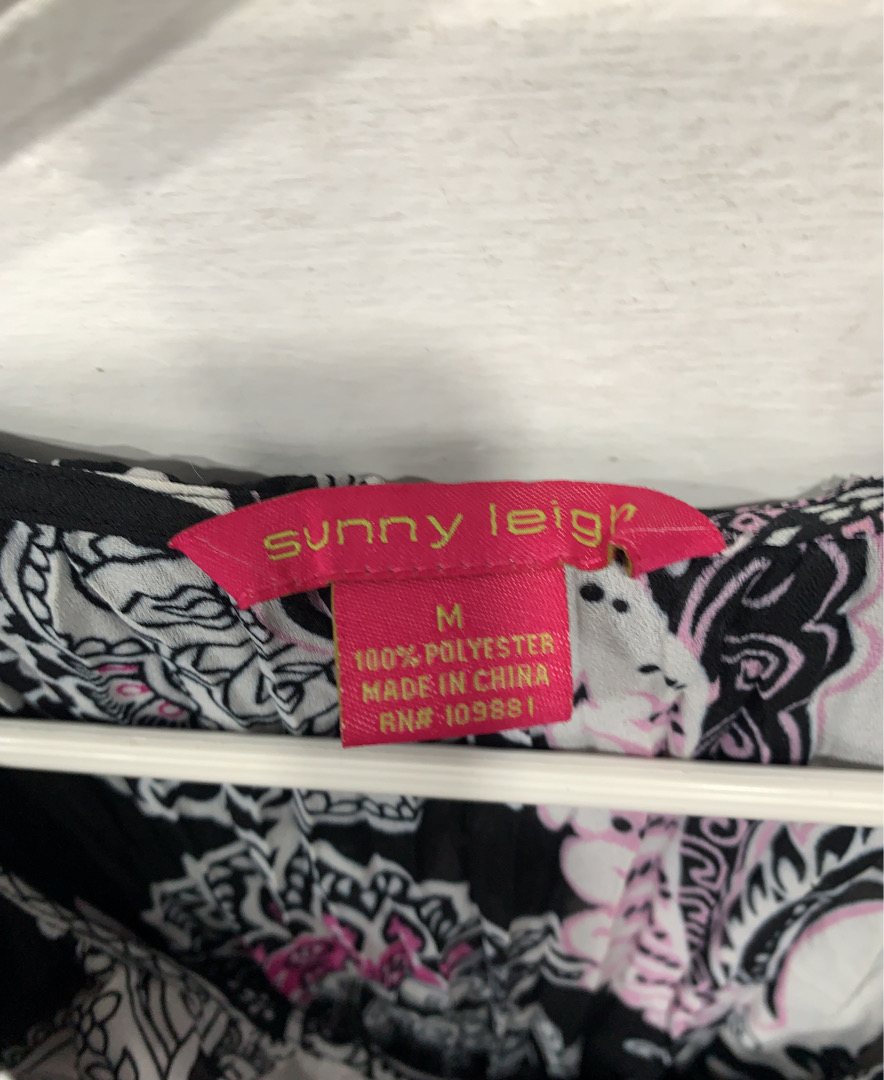 sunny leigh
M
100% POLYESTER
MADE IN CHINA
RN# 109881